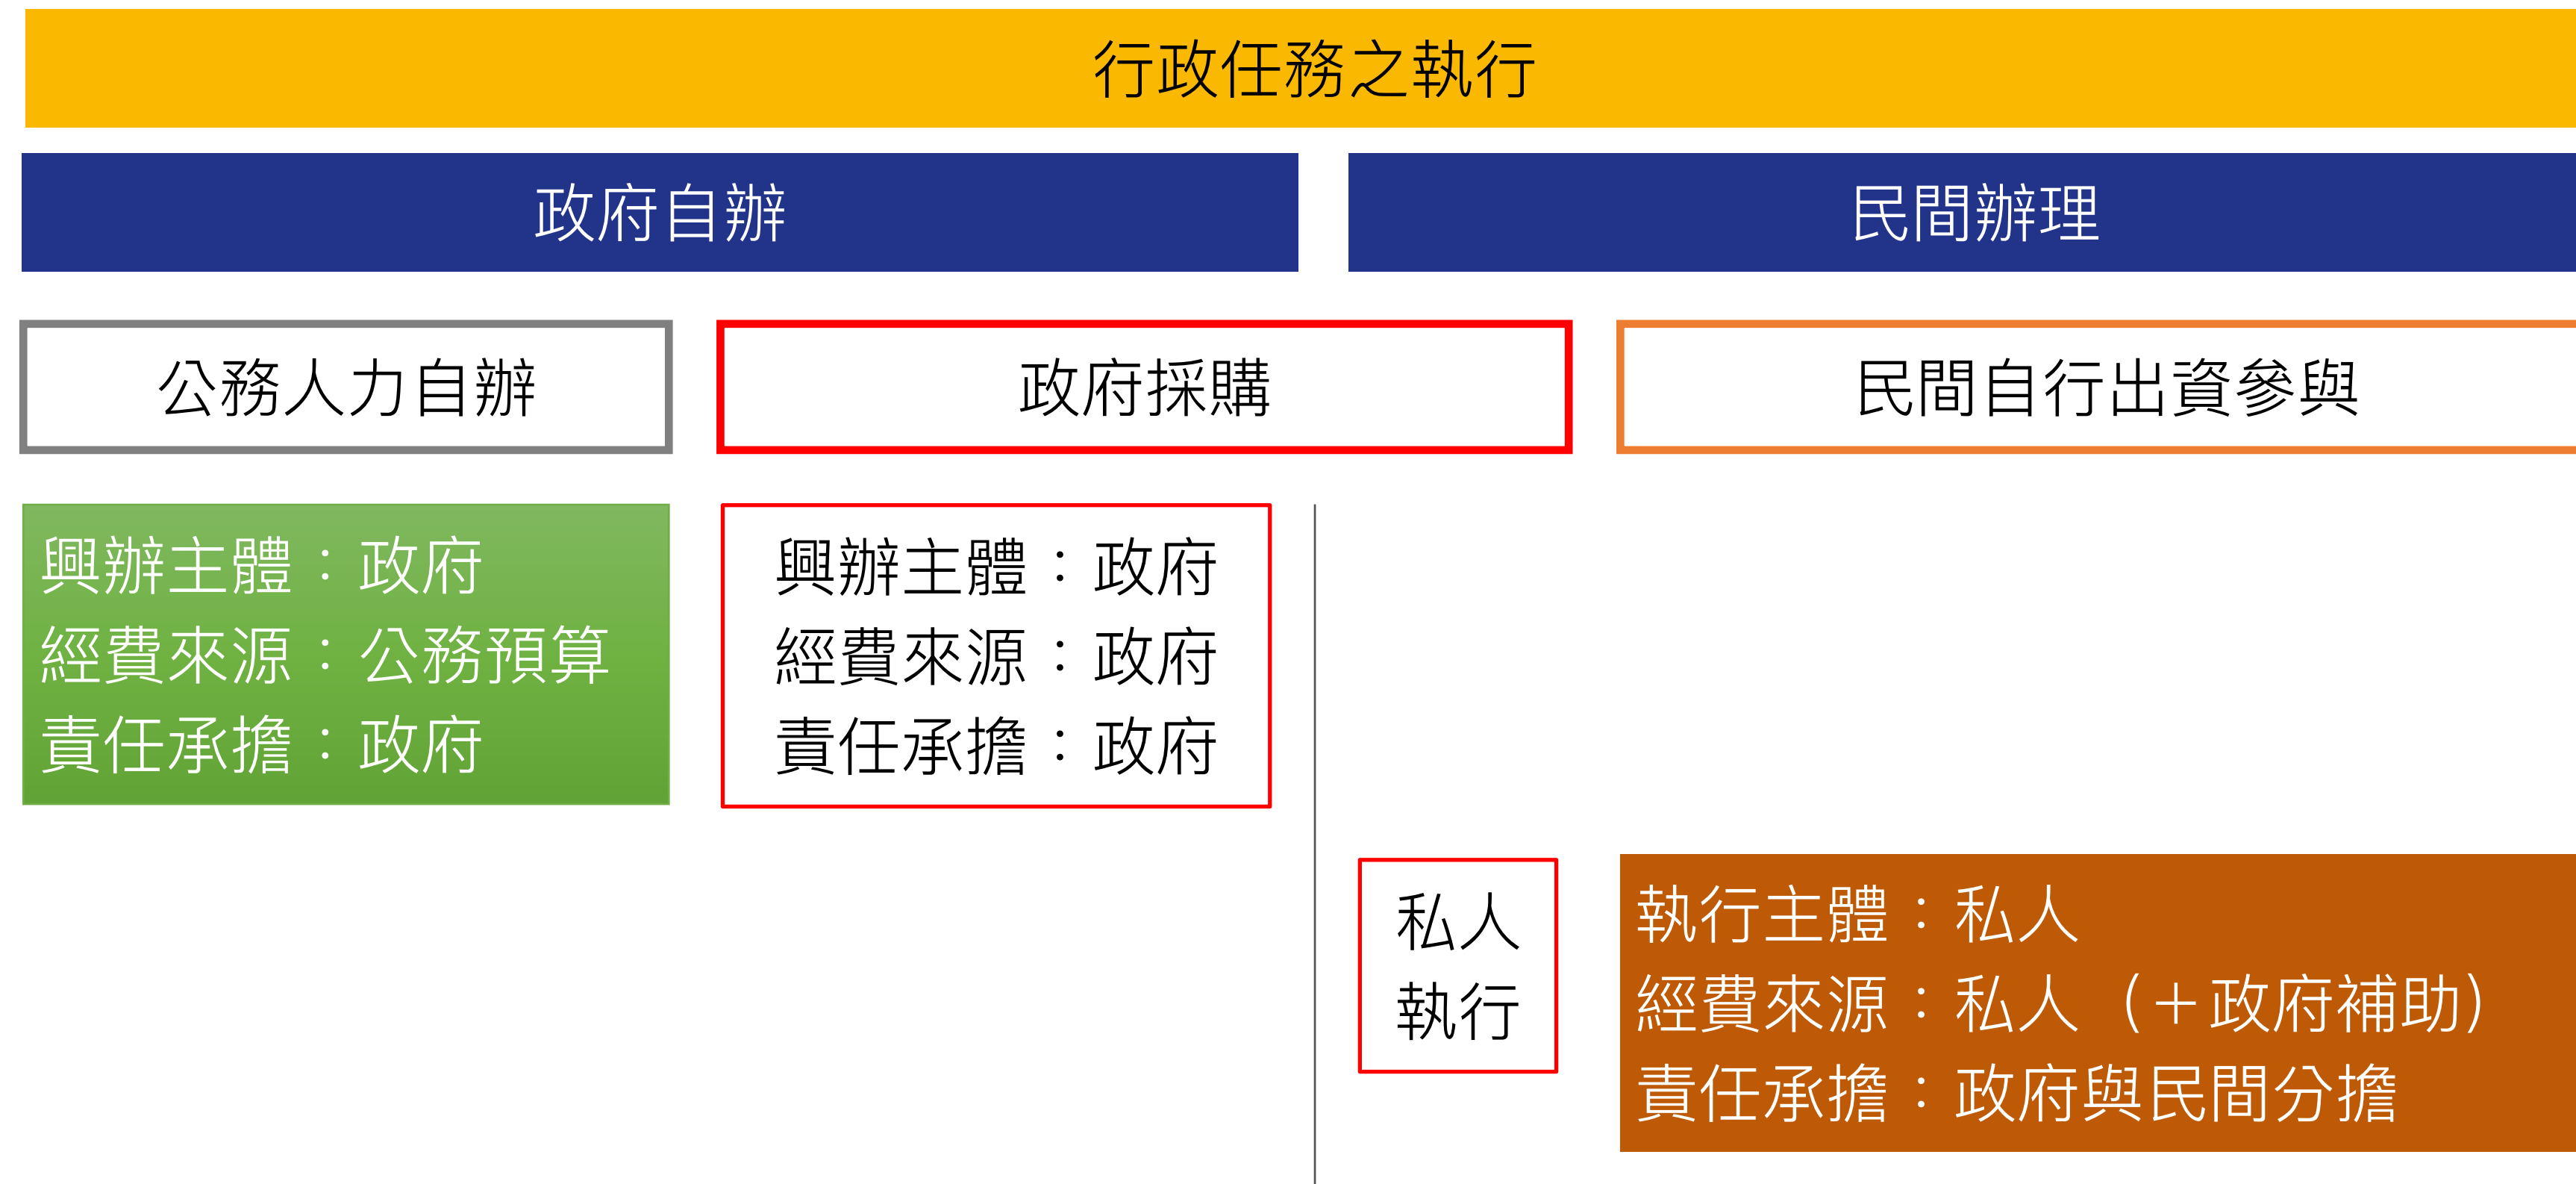 行政任務之執行
政府自辦
民間辦理
公務人力自辦
政府採購
民間自行出資參與
興辦主體：政府
經費來源：公務預算
責任承擔：政府
興辦主體：政府
經費來源：政府
責任承擔：政府
私人
執行
執行主體：私人
經費來源：私人（＋政府補助）
責任承擔：政府與民間分擔